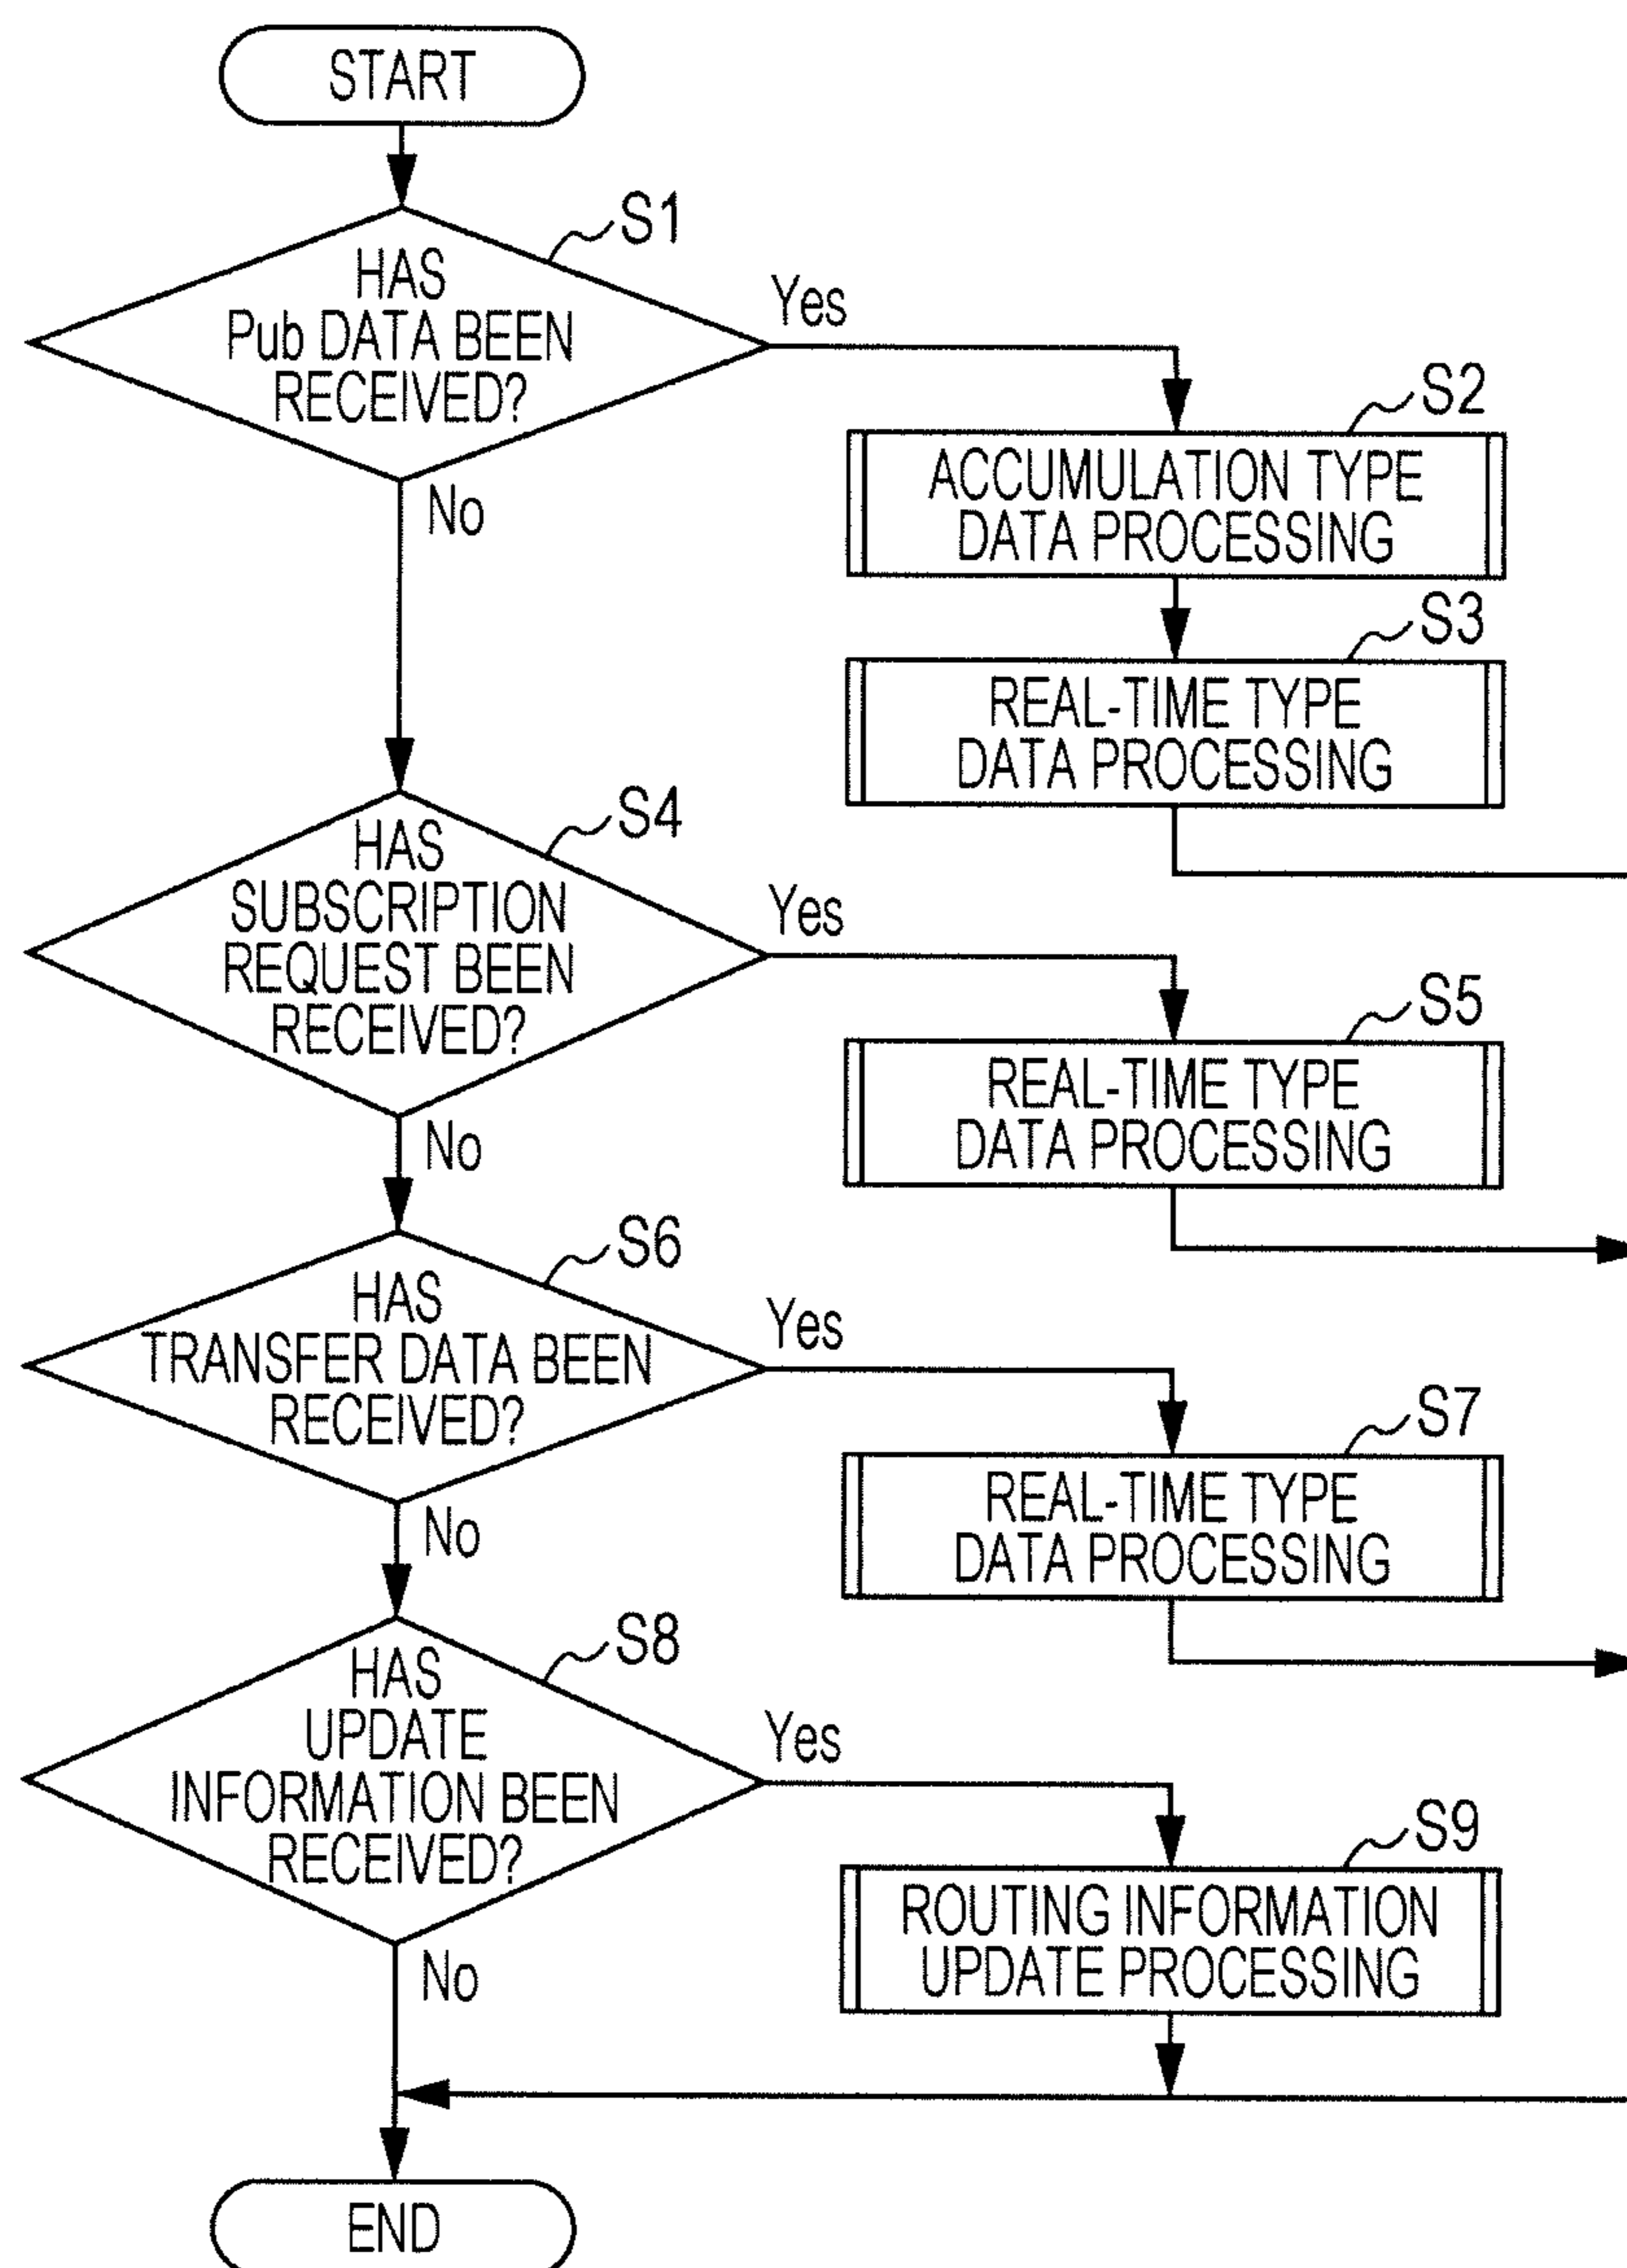 START
S1
HAS
Pub DATA BEEN
RECEIVED?
Yes
No
S2
ACCUMULATION TYPE
DATA PROCESSING
S3
REAL-TIME TYPE
DATA PROCESSING
S4
HAS
SUBSCRIPTION
REQUEST BEEN
RECEIVED?
Yes
No
S5
REAL-TIME TYPE
DATA PROCESSING
S6
HAS
TRANSFER DATA BEEN
RECEIVED?
Yes
No
S7
REAL-TIME TYPE
DATA PROCESSING
S8
HAS
UPDATE
INFORMATION BEEN
RECEIVED?
Yes
No
S9
ROUTING INFORMATION
UPDATE PROCESSING
END